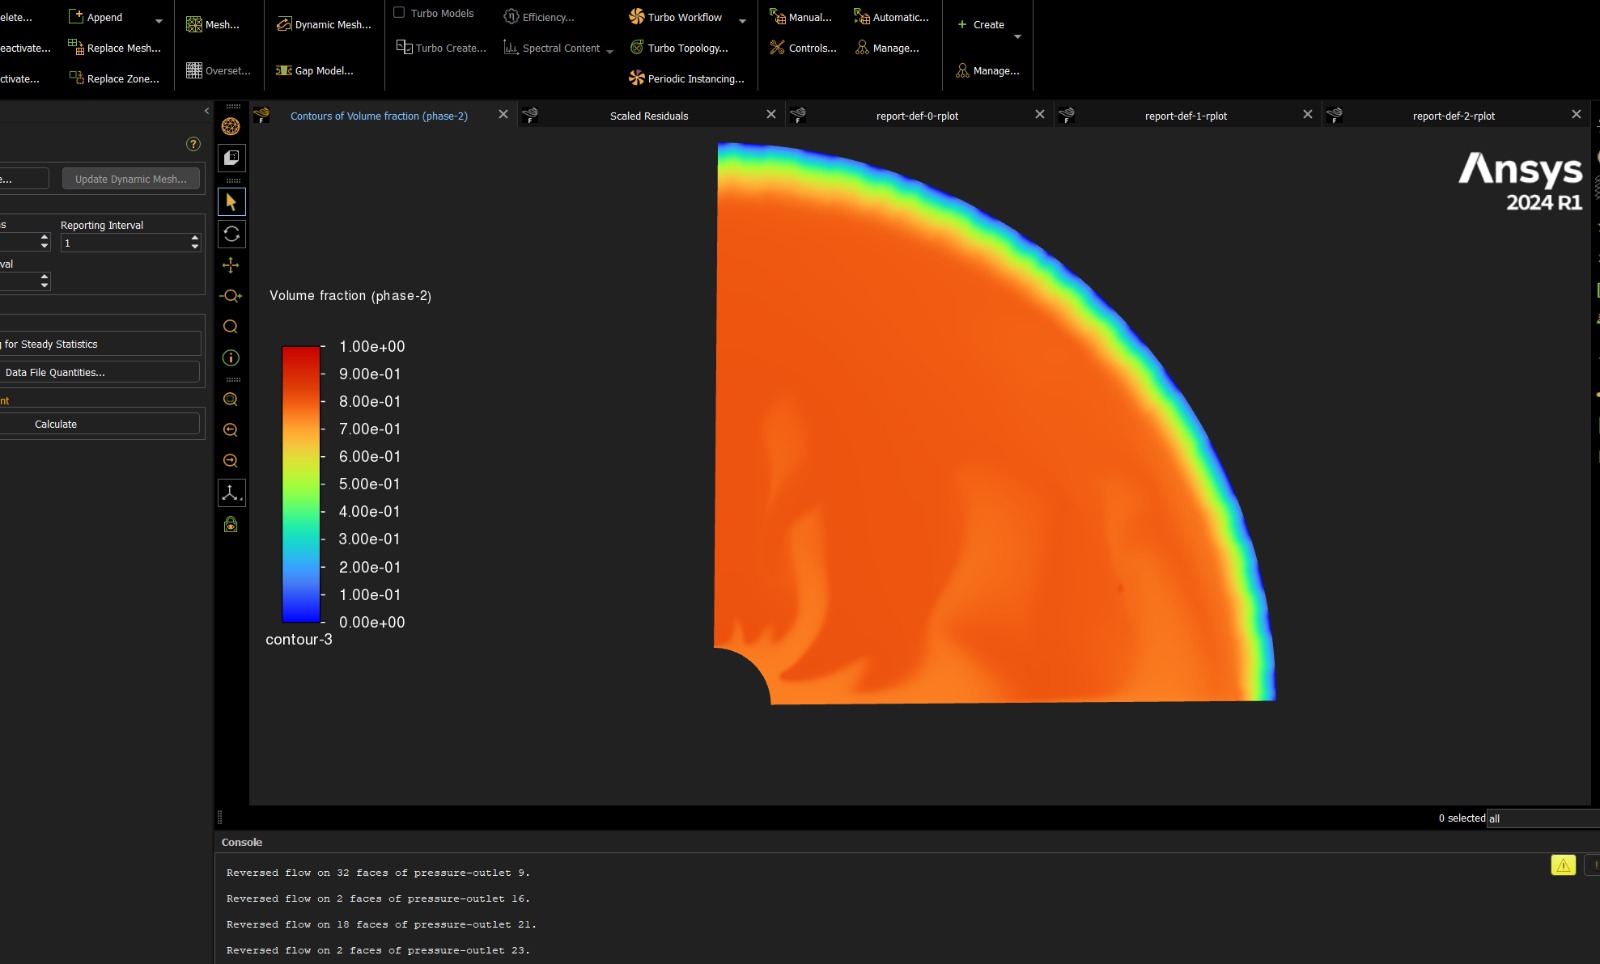 elete...
Append
Mesh...
Dynamic Mesh...
Turbo Models
Efficiency...
Turbo Workflow
Manual...
Automatic...
Create
eactivate...
Replace Mesh...
Turbo Create...
Spectral Content
Turbo Topology...
Controls...
Manage...
ctivate...
Replace Zone...
Overset...
Gap Model...
Periodic Instancing...
Manage...
Contours of Volume fraction (phase-2)
Scaled Residuals
report-def-0-rplot
report-def-1-rplot
report-def-2-rplot
e...
Update Dynamic Mesh...
s
Reporting Interval
1
val
g for Steady Statistics
Data File Quantities...
nt
Calculate
Ansys
2024 R1
Volume fraction (phase-2)
1.00e+00
9.00e-01
8.00e-01
7.00e-01
6.00e-01
5.00e-01
4.00e-01
3.00e-01
2.00e-01
1.00e-01
0.00e+00
contour-3
0 selected all
Console
Reversed flow on 32 faces of pressure-outlet 9.
Reversed flow on 2 faces of pressure-outlet 16.
Reversed flow on 18 faces of pressure-outlet 21.
Reversed flow on 2 faces of pressure-outlet 23.